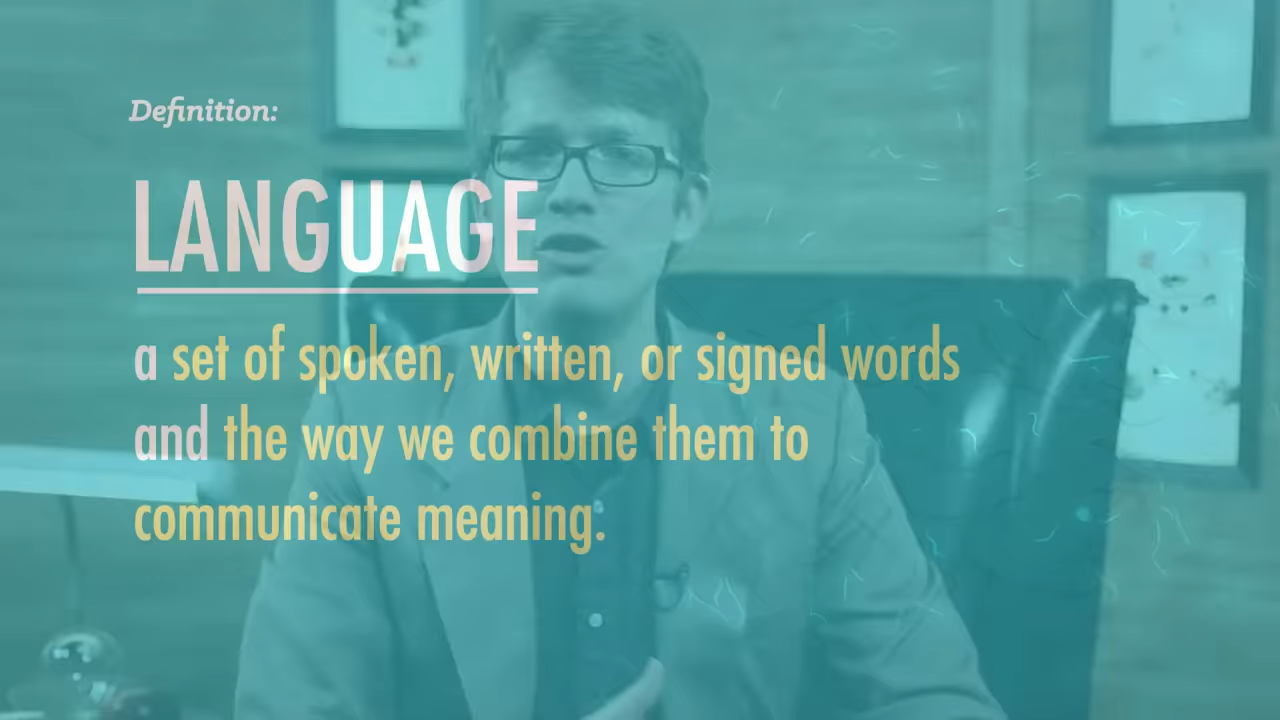 Definition:
LANGUAGE
a set of spoken, written, or signed words
and the way we combine them to
communicate meaning.